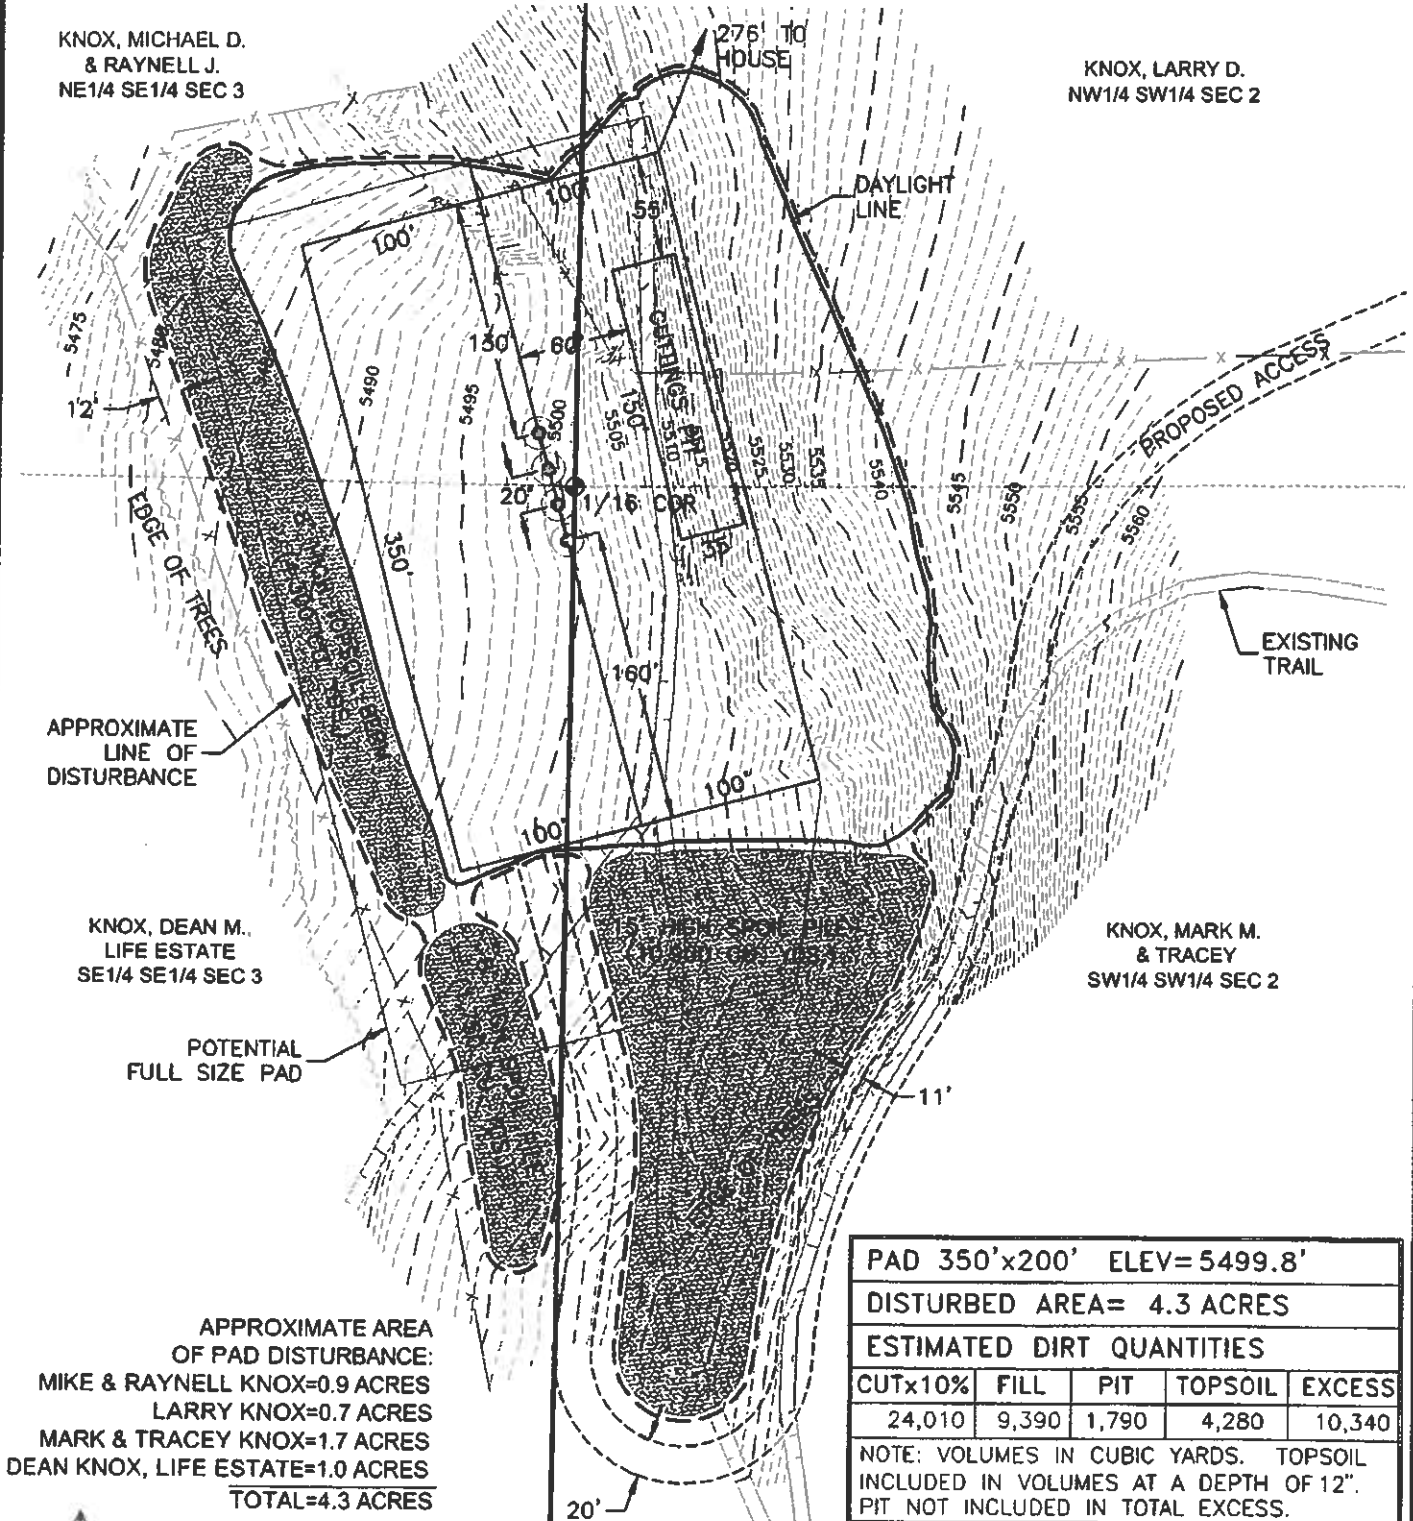 KNOX, MICHAEL D.
& RAYNELL J.
NE1/4 SE1/4 SEC 3
276' TO
HOUSE
KNOX, LARRY D.
NW1/4 SW1/4 SEC 2
DAYLIGHT
LINE
100'
55'
100'
130'
60'
CUTTINGS PIT
150'
5475
5490
5495
5500
5505
5510
5515
5520
5525
5530
5535
5540
5545
5550
5555
5560
PROPOSED ACCESS
12'
20'
1/16 COR
EDGE OF TREES
350'
160'
EXISTING
TRAIL
APPROXIMATE
LINE OF
DISTURBANCE
100'
100'
KNOX, DEAN M.,
LIFE ESTATE
SE1/4 SE1/4 SEC 3
15' HIGH SPOIL PILE
KNOX, MARK M.
& TRACEY
SW1/4 SW1/4 SEC 2
POTENTIAL
FULL SIZE PAD
11'
APPROXIMATE AREA
OF PAD DISTURBANCE:
MIKE & RAYNELL KNOX=0.9 ACRES
LARRY KNOX=0.7 ACRES
MARK & TRACEY KNOX=1.7 ACRES
DEAN KNOX, LIFE ESTATE=1.0 ACRES
TOTAL=4.3 ACRES
20'
PAD 350'x200' ELEV=5499.8'
DISTURBED AREA= 4.3 ACRES
ESTIMATED DIRT QUANTITIES
CUTx10% FILL PIT TOPSOIL EXCESS
24,010 9,390 1,790 4,280 10,340
NOTE: VOLUMES IN CUBIC YARDS. TOPSOIL
INCLUDED IN VOLUMES AT A DEPTH OF 12".
PIT NOT INCLUDED IN TOTAL EXCESS.